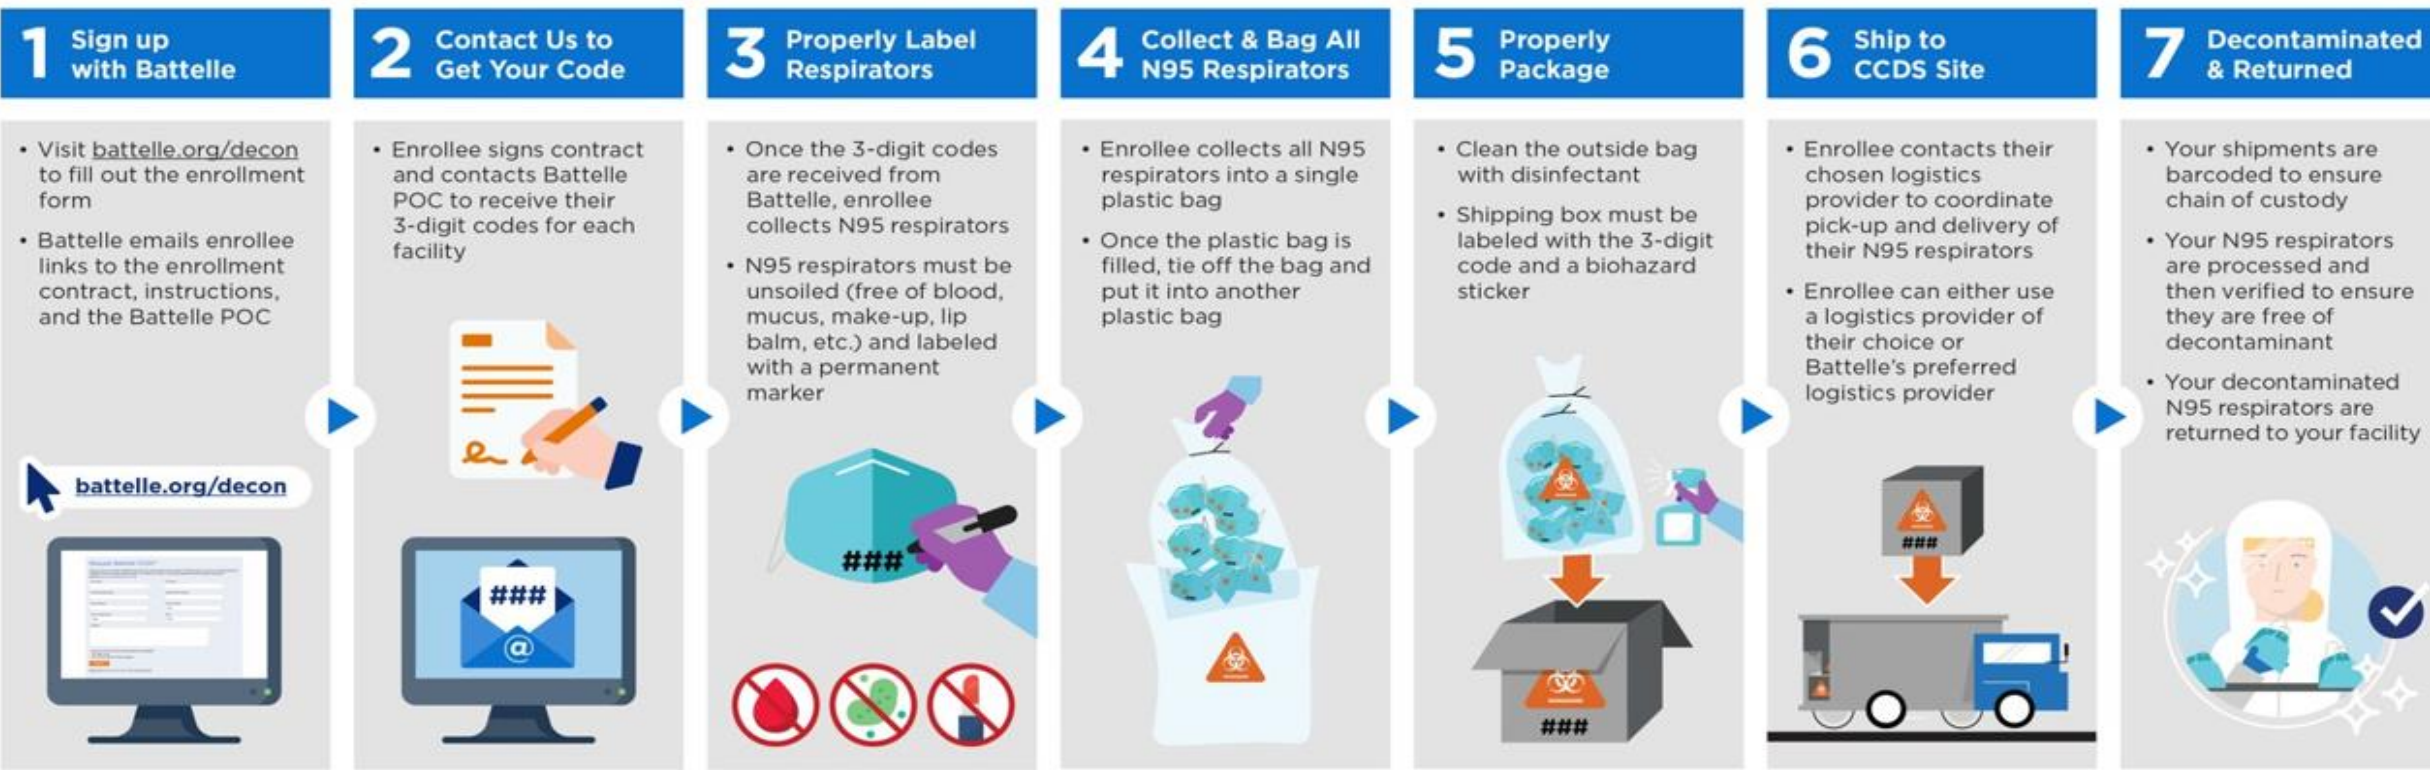 1 Sign up
with Battelle
• Visit battelle.org/decon
to fill out the enrollment
form
• Battelle emails enrollee
links to the enrollment
contract, instructions,
and the Battelle POC
battelle.org/decon
2 Contact Us to
Get Your Code
• Enrollee signs contract
and contacts Battelle
POC to receive their
3-digit codes for each
facility
###
@
3 Properly Label
Respirators
• Once the 3-digit codes
are received from
Battelle, enrollee
collects N95 respirators
• N95 respirators must be
unsoiled (free of blood,
mucus, make-up, lip
balm, etc.) and labeled
with a permanent
marker
###
4 Collect & Bag All
N95 Respirators
• Enrollee collects all N95
respirators into a single
plastic bag
• Once the plastic bag is
filled, tie off the bag and
put it into another
plastic bag
5 Properly
Package
• Clean the outside bag
with disinfectant
• Shipping box must be
labeled with the 3-digit
code and a biohazard
sticker
###
6 Ship to
CCDS Site
• Enrollee contacts their
chosen logistics
provider to coordinate
pick-up and delivery of
their N95 respirators
• Enrollee can either use
a logistics provider of
their choice or
Battelle's preferred
logistics provider
###
7 Decontaminated
& Returned
• Your shipments are
barcoded to ensure
chain of custody
• Your N95 respirators
are processed and
then verified to ensure
they are free of
decontaminant
• Your decontaminated
N95 respirators are
returned to your facility